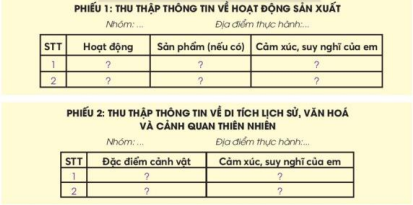 PHIẾU 1: THU THẬP THÔNG TIN VỀ HOẠT ĐỘNG SẢN XUẤT
Nhóm: ... Địa điểm thực hành:...
STT Hoạt động Sản phẩm (nếu có) Cảm xúc, suy nghĩ của em
1 ? ? ?
2 ? ? ?
PHIẾU 2: THU THẬP THÔNG TIN VỀ DI TÍCH LỊCH SỬ, VĂN HOÁ
VÀ CẢNH QUAN THIÊN NHIÊN
Nhóm: ... Địa điểm thực hành:...
STT Đặc điểm cảnh vật Cảm xúc, suy nghĩ của em
1 ? ?
2 ? ?